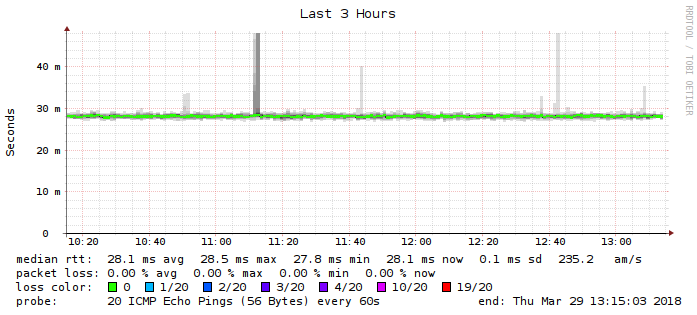 Last 3 Hours
RRDTOOL / TOBI OETIKER
Seconds
40 m
30 m
20 m
10 m
0
10:20 10:40 11:00 11:20 11:40 12:00 12:20 12:40 13:00
median rtt: 28.1 ms avg 28.5 ms max 27.8 ms min 28.1 ms now 0.1 ms sd 235.2 am/s
packet loss: 0.00 % avg 0.00 % max 0.00 % min 0.00 % now
loss color: 0 1/20 2/20 3/20 4/20 10/20 19/20
probe: 20 ICMP Echo Pings (56 Bytes) every 60s end: Thu Mar 29 13:15:03 2018